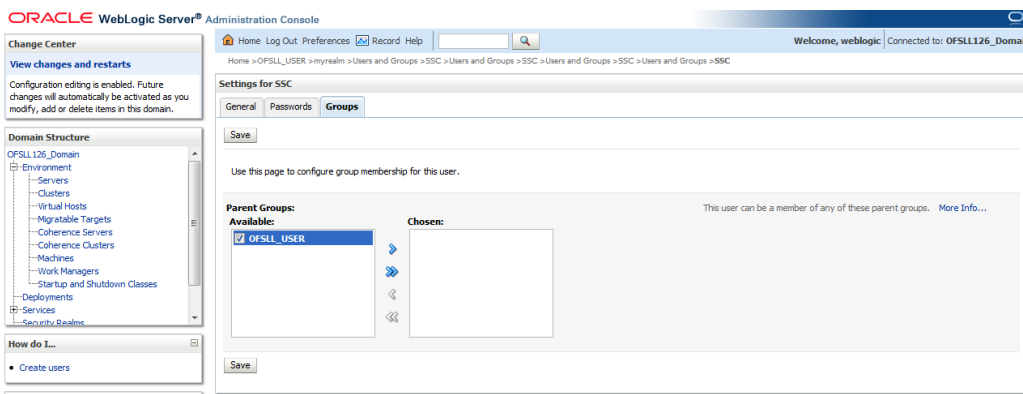 ORACLE WebLogic Server® Administration Console
Change Center
View changes and restarts
Configuration editing is enabled. Future
changes will automatically be activated as you
modify, add or delete items in this domain.
Domain Structure
OFSLL126_Domain
Environment
Servers
Clusters
Virtual Hosts
Migratable Targets
Coherence Servers
Coherence Clusters
Machines
Work Managers
Startup and Shutdown Classes
Deployments
Services
Security Realms
How do I...
Create users
Home Log Out Preferences Record Help
Welcome, weblogic Connected to: OFSLL126_Domai
Home >OFSLL_USER >myrealm >Users and Groups >SSC >Users and Groups >SSC >Users and Groups >SSC >Users and Groups >SSC
Settings for SSC
General Passwords Groups
Save
Use this page to configure group membership for this user.
Parent Groups:
This user can be a member of any of these parent groups. More Info...
Available: Chosen:
OFSLL_USER
Save